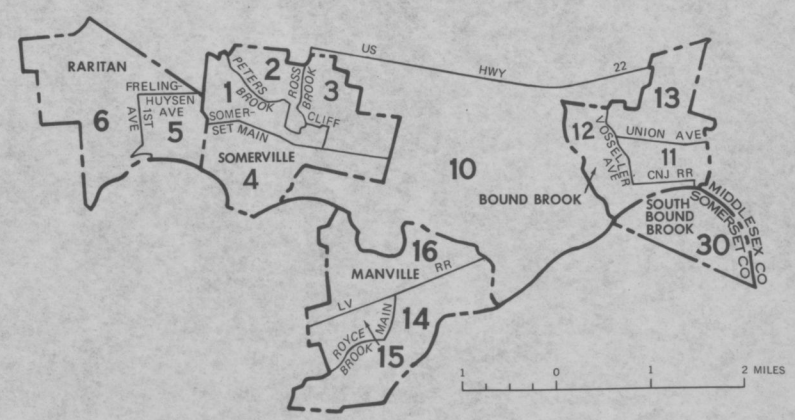 US
HWY
22
RARITAN
2
13
PETERS
BROOK
ROSS
BROOK
3
FRELING-
HUYSEN
AVE
1
6
1ST
AVE
5
SOMER-
SET MAIN
CLIFF
12
VOSSELLER
AVE
UNION AVE
11
SOMERVILLE
4
10
CNJ RR
BOUND BROOK
MIDDLESEX CO
SOMERSET CO
SOUTH
BOUND
BROOK
30
16
MANVILLE
RR
LV
MAIN
14
ROYCE
BROOK
15
1 0 1 2 MILES